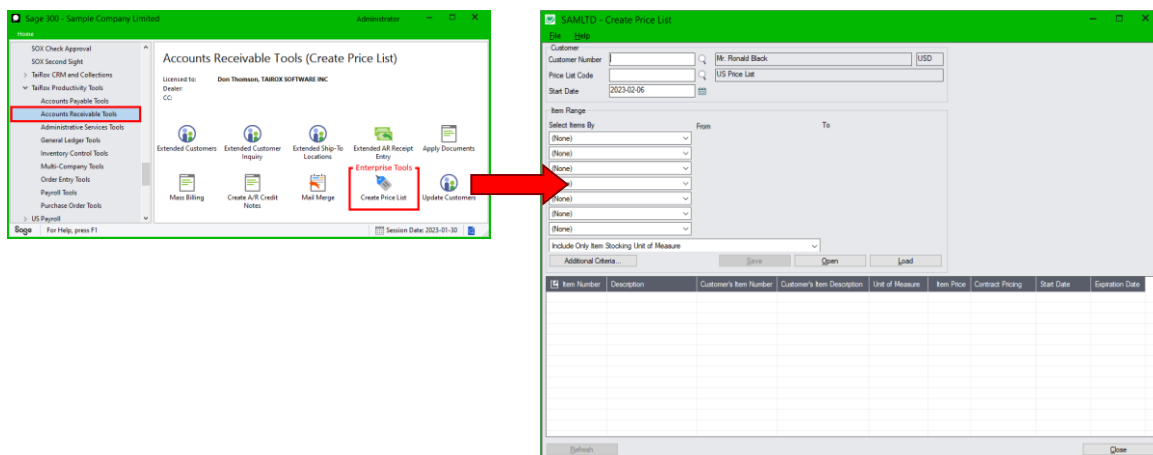 Sage 300 - Sample Company Limited
Administrator
Home
SOX Check Approval
SOX Second Sight
TaiRox CRM and Collections
TaiRox Productivity Tools
Accounts Payable Tools
Accounts Receivable Tools
Administrative Services Tools
General Ledger Tools
Inventory Control Tools
Multi-Company Tools
Order Entry Tools
Payroll Tools
Purchase Order Tools
US Payroll
Accounts Receivable Tools (Create Price List)
Licensed to: Don Thomson, TAIROX SOFTWARE INC
Dealer:
CC:
Extended Customers
Extended Customer Inquiry
Extended Ship-To Locations
Extended AR Receipt Entry
Apply Documents
Enterprise Tools
Mass Billing
Create A/R Credit Notes
Mail Merge
Create Price List
Update Customers
Sage For Help, press F1
Session Date: 2023-01-30
SAMLTD - Create Price List
File Help
Customer
Customer Number Mr. Ronald Black USD
Price List Code US Price List
Start Date 2023-02-06
Item Range
Select Items By From To
(None)
(None)
(None)
(None)
(None)
(None)
Include Only Item Stocking Unit of Measure
Additional Criteria... Save Open Load
Item Number Description Customer's Item Number Customer's Item Description Unit of Measure Item Price Contract Pricing Start Date Expiration Date
Refresh Close